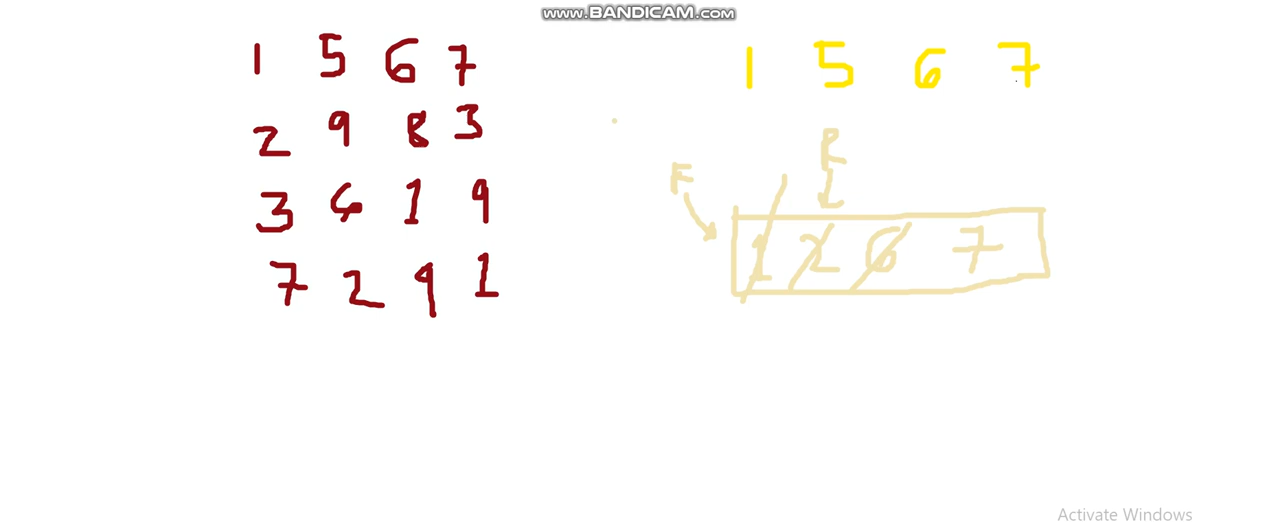 www.BANDICAM.com
1 5 6 7
2 9 8 3
3 6 1 9
7 2 9 1
1 5 6 7
R
F
1 2 6 7
Activate Windows